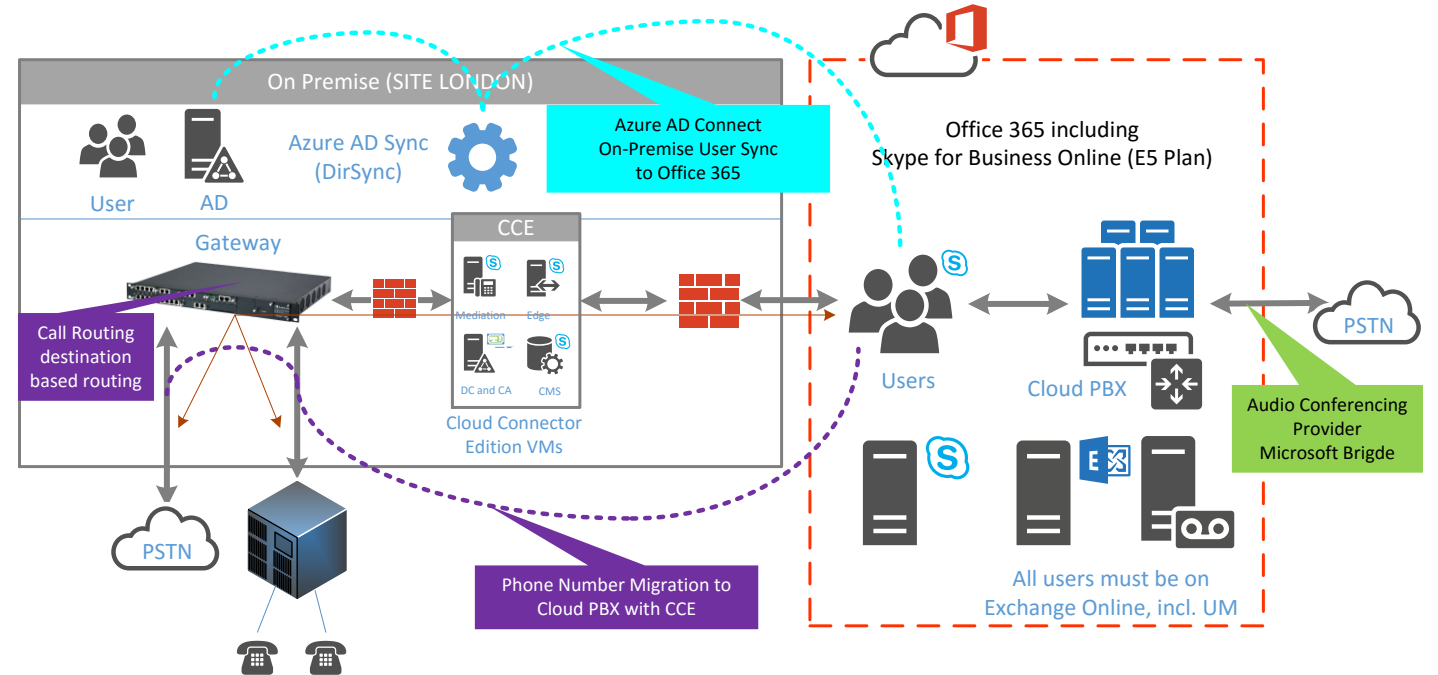 On Premise (SITE LONDON)
User
AD
Azure AD Sync
(DirSync)
Azure AD Connect
On-Premise User Sync
to Office 365
Office 365 including
Skype for Business Online (E5 Plan)
Gateway
CCE
S
S
Mediation
Edge
S
DC and CA
CMS
Cloud Connector
Edition VMs
Call Routing
destination
based routing
S
Users
Cloud PBX
PSTN
Audio Conferencing
Provider
Microsoft Brigde
S
E
PSTN
Phone Number Migration to
Cloud PBX with CCE
All users must be on
Exchange Online, incl. UM